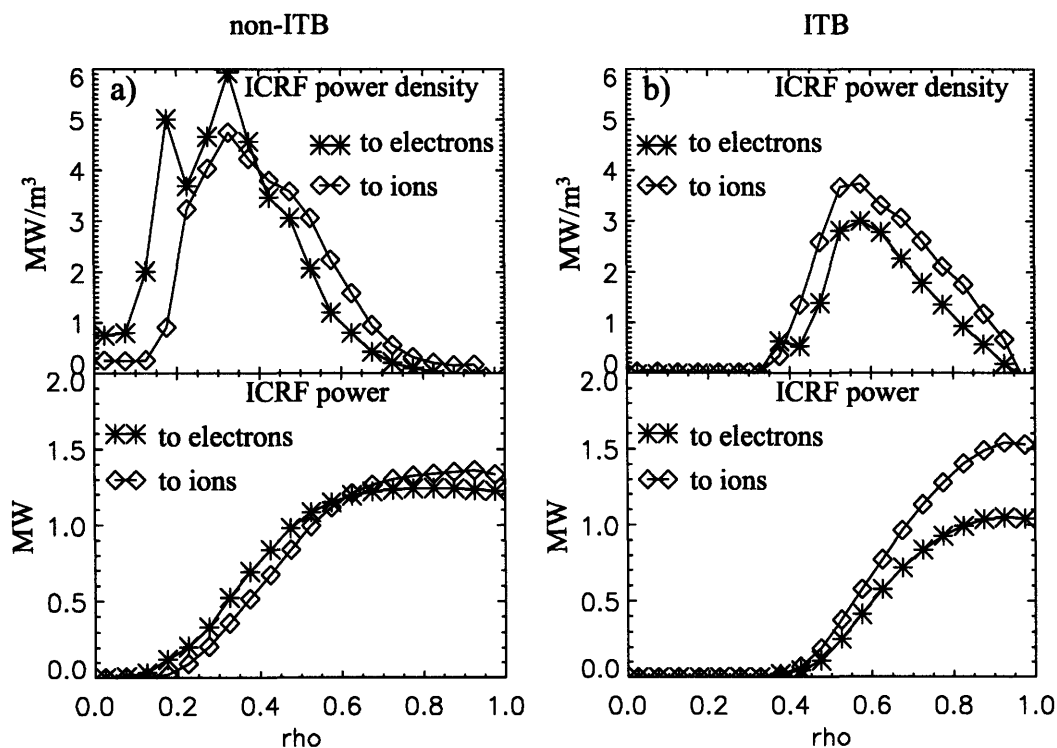 non-ITB
ITB
a)
ICRF power density
to electrons
to ions
6
5
4
3
2
1
0
MW/m³
b)
ICRF power density
to electrons
to ions
6
5
4
3
2
1
0
MW/m³
ICRF power
to electrons
to ions
2.0
1.5
1.0
0.5
0.0
MW
0.0 0.2 0.4 0.6 0.8 1.0
rho
ICRF power
to electrons
to ions
2.0
1.5
1.0
0.5
0.0
MW
0.0 0.2 0.4 0.6 0.8 1.0
rho